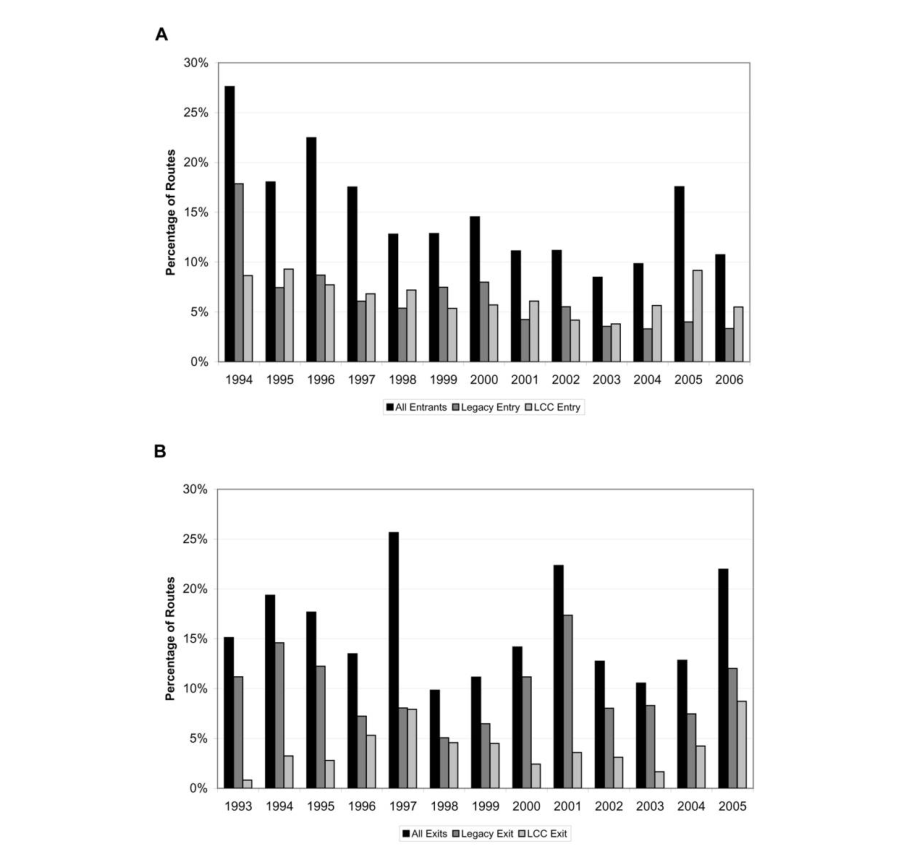 A
30%
25%
20%
15%
10%
5%
0%
Percentage of Routes
1994 1995 1996 1997 1998 1999 2000 2001 2002 2003 2004 2005 2006
All Entrants Legacy Entry LCC Entry
B
30%
25%
20%
15%
10%
5%
0%
Percentage of Routes
1993 1994 1995 1996 1997 1998 1999 2000 2001 2002 2003 2004 2005
All Exits Legacy Exit LCC Exit